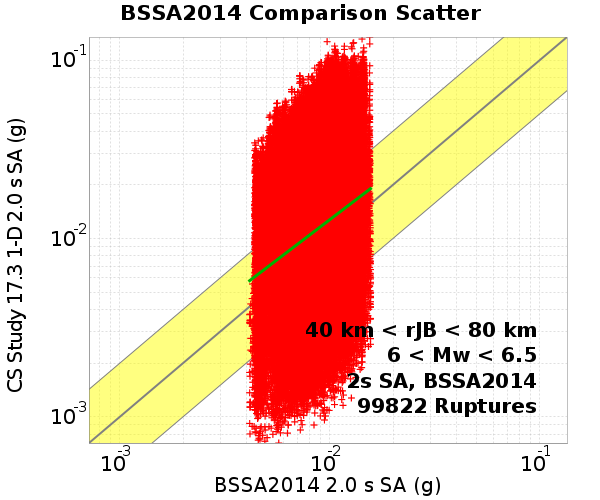 BSSA2014 Comparison Scatter
CS Study 17.3 1-D 2.0 s SA (g)
10-1
10-2
10-3
40 km < rJB < 80 km
6 < Mw < 6.5
2s SA, BSSA2014
99822 Ruptures
10-3 10-2 10-1
BSSA2014 2.0 s SA (g)